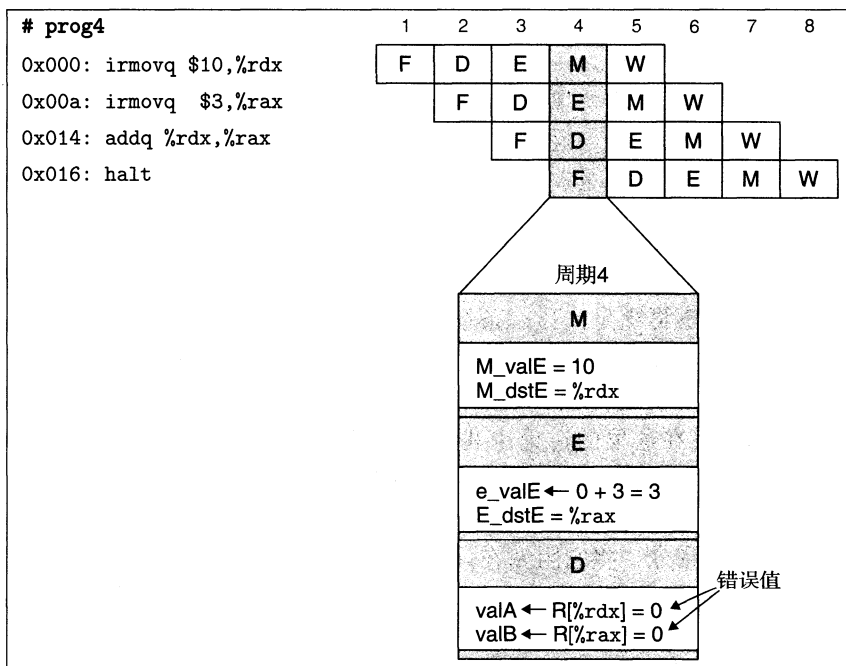 # prog4
1 2 3 4 5 6 7 8
0x000: irmovq $10,%rdx F D E M W
0x00a: irmovq $3,%rax F D E M W
0x014: addq %rdx,%rax F D E M W
0x016: halt F D E M W
周期4
M
M_valE = 10
M_dstE = %rdx
E
e_valE ← 0 + 3 = 3
E_dstE = %rax
D
错误值
valA ← R[%rdx] = 0
valB ← R[%rax] = 0